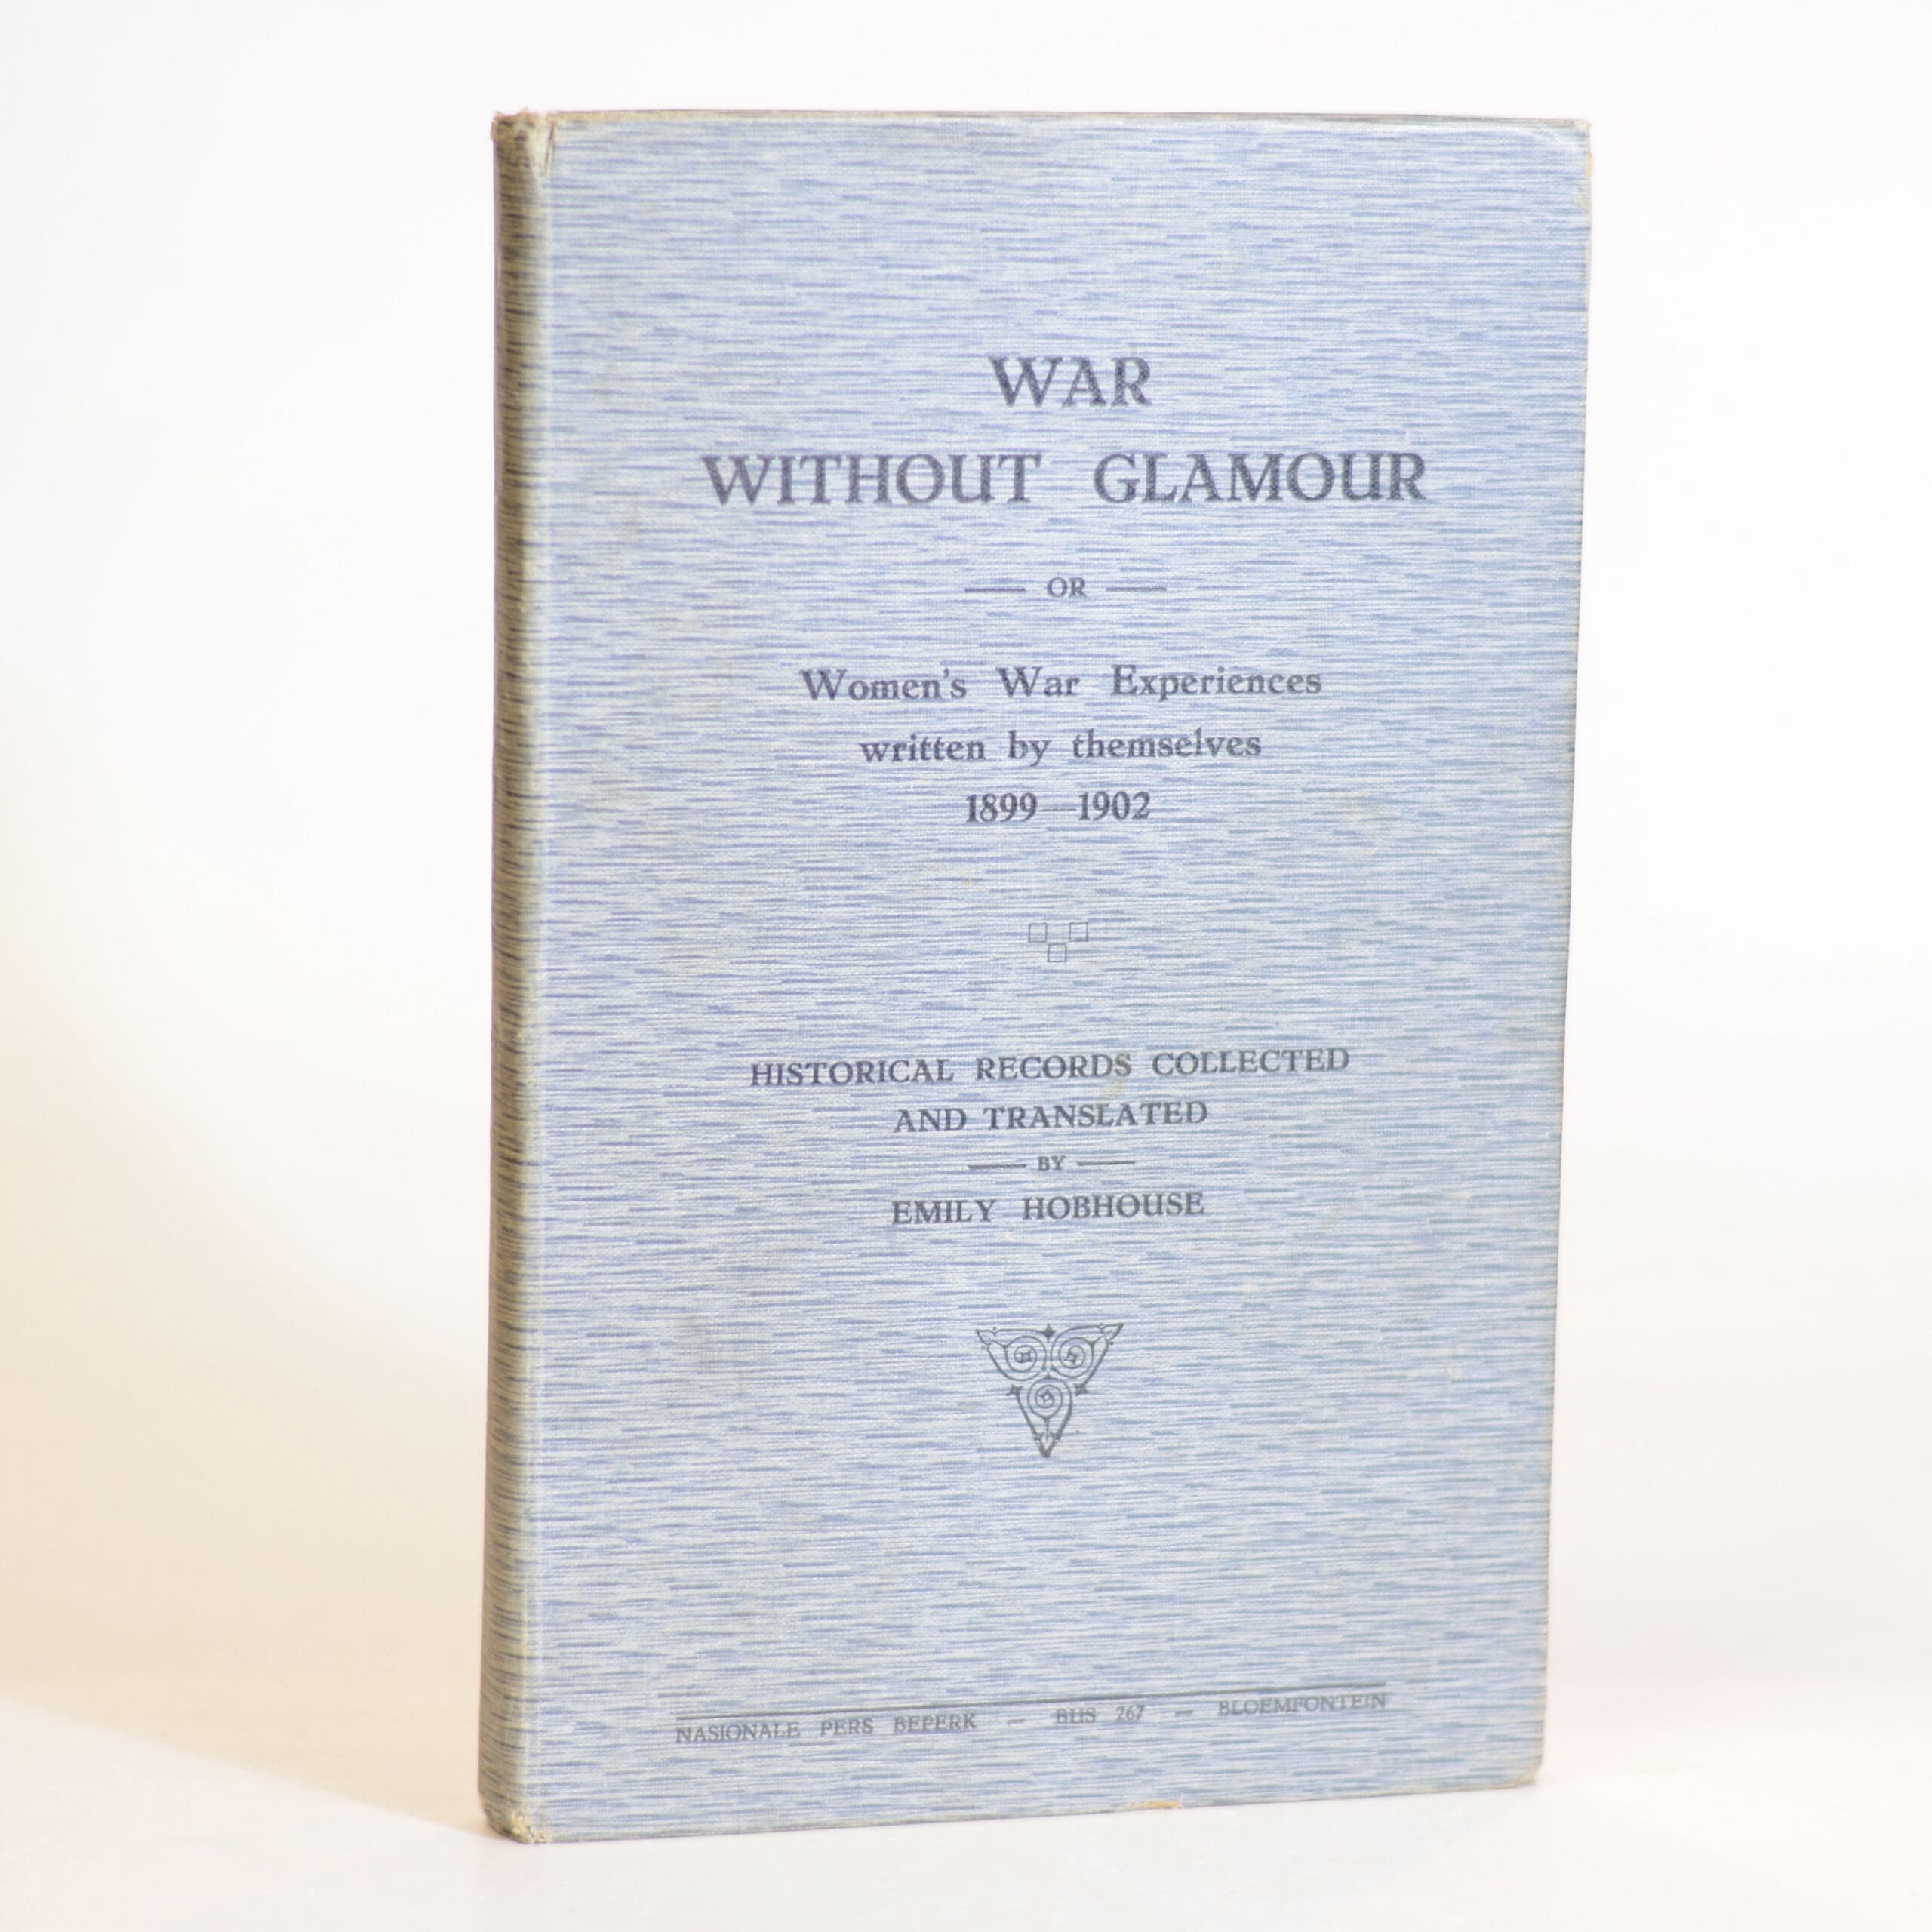 WAR
WITHOUT GLAMOUR
— OR —
Women's War Experiences
written by themselves
1899—1902
HISTORICAL RECORDS COLLECTED
AND TRANSLATED
— BY —
EMILY HOBHOUSE
NASIONALE PERS BEPERK — BUS 267 — BLOEMFONTEIN